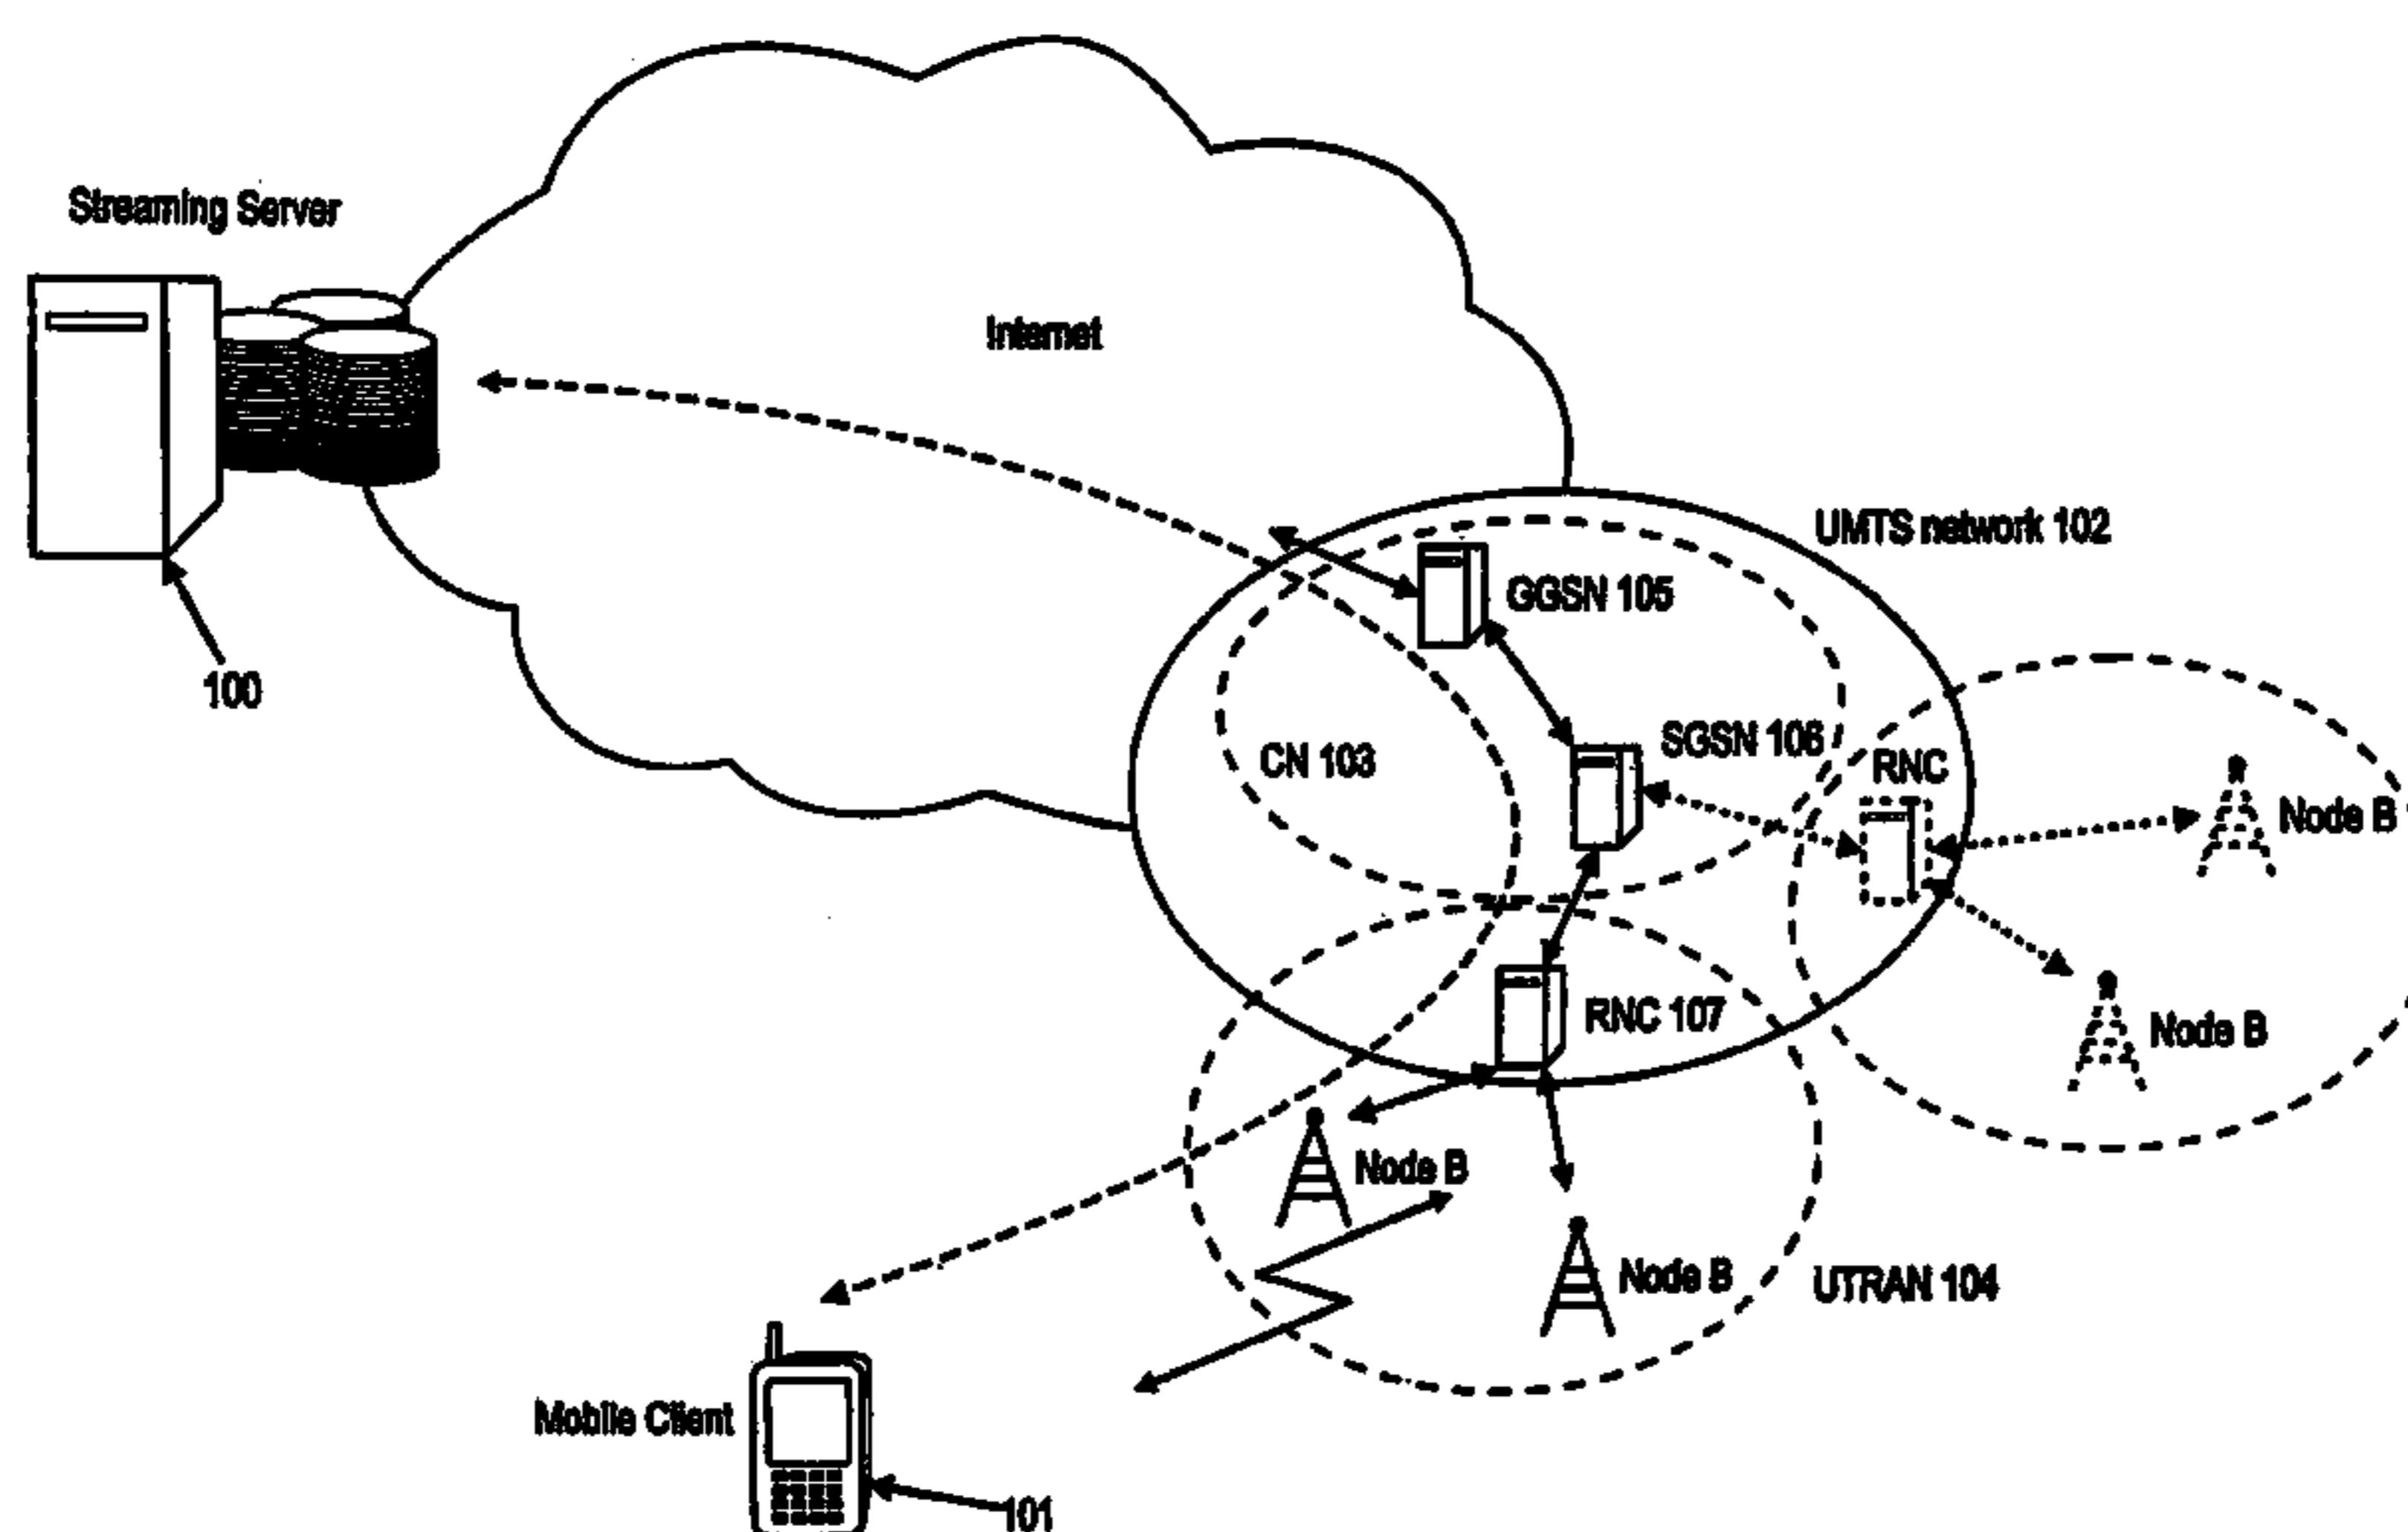 Streaming Server
Internet
UMTS network 102
GGSN 105
100
CN 103
SGSN 106
RNC
Node B
RNC 107
Node B
Node B
Node B
UTRAN 104
Mobile Client
101